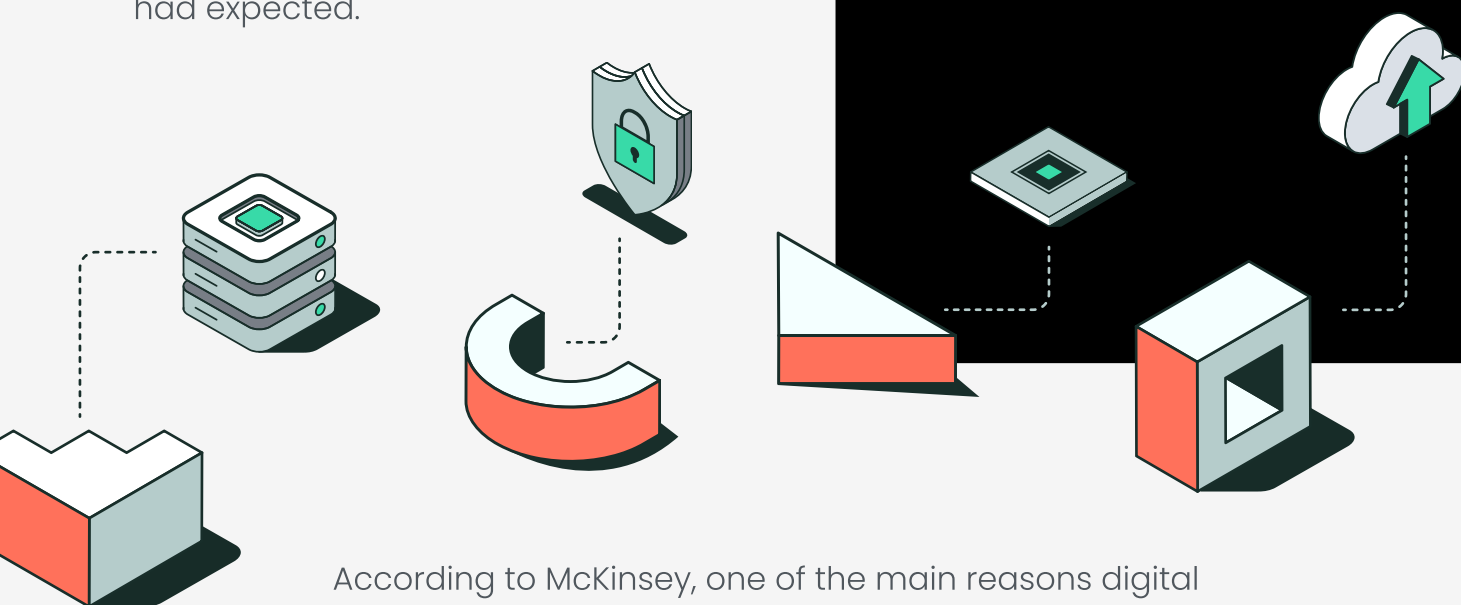 had expected.
According to McKinsey, one of the main reasons digital